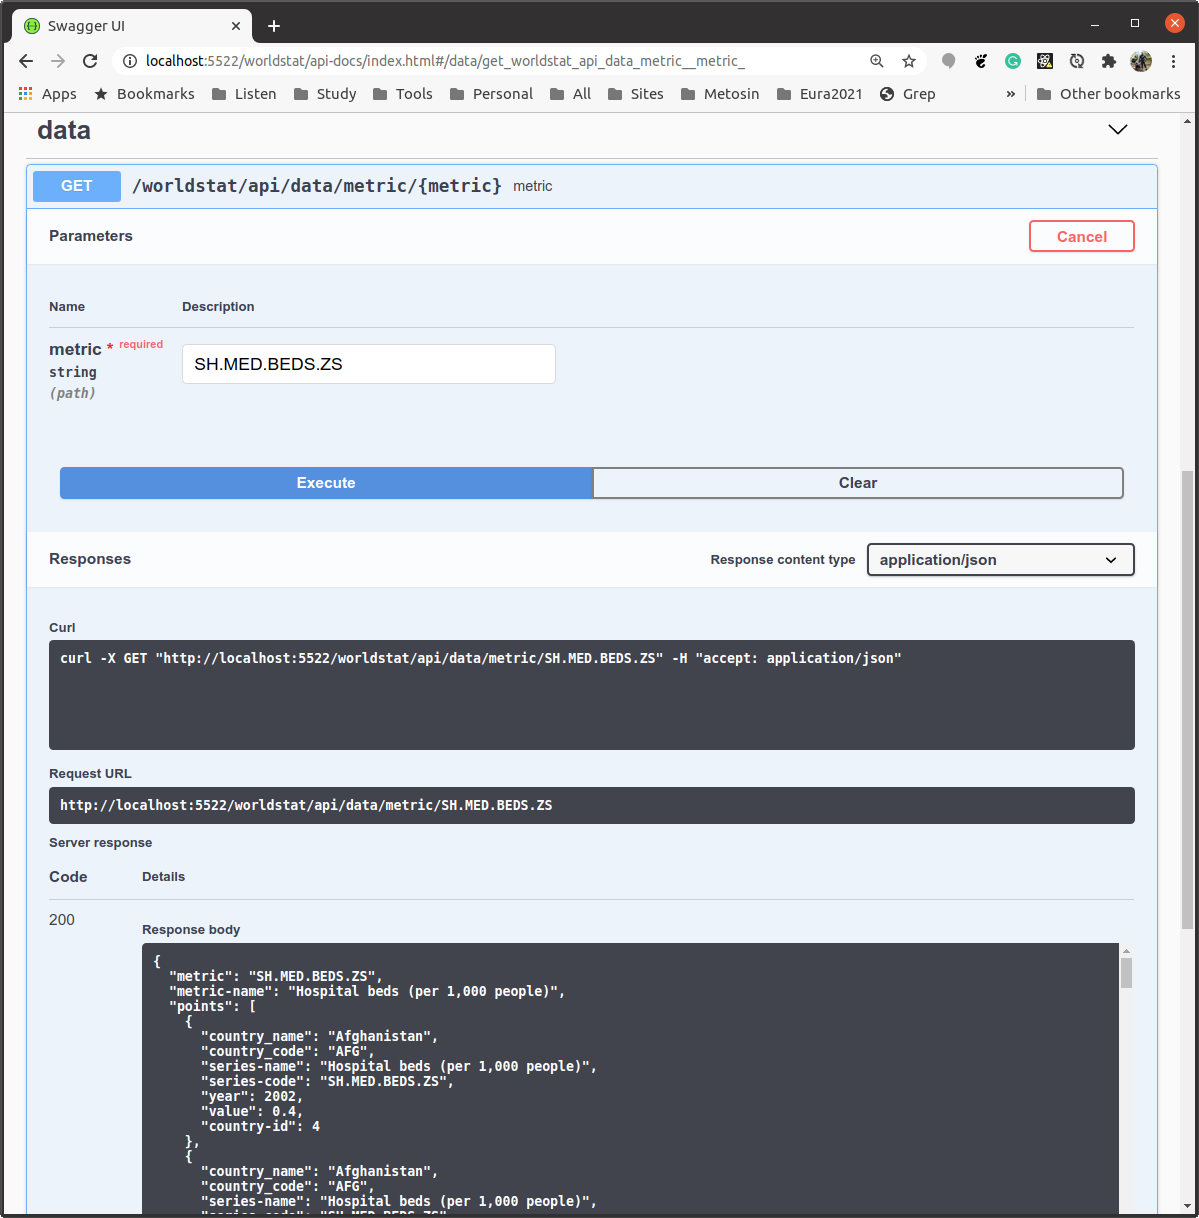 Swagger UI
localhost:5522/worldstat/api-docs/index.html#/data/get_worldstat_api_data_metric__metric_
Apps Bookmarks Listen Study Tools Personal All Sites Metosin Eura2021 Grep » Other bookmarks
data
GET /worldstat/api/data/metric/{metric} metric
Parameters Cancel
Name Description
metric * required
string
(path)
SH.MED.BEDS.ZS
Execute Clear
Responses Response content type application/json
Curl
curl -X GET "http://localhost:5522/worldstat/api/data/metric/SH.MED.BEDS.ZS" -H "accept: application/json"
Request URL
http://localhost:5522/worldstat/api/data/metric/SH.MED.BEDS.ZS
Server response
Code Details
200
Response body
{
"metric": "SH.MED.BEDS.ZS",
"metric-name": "Hospital beds (per 1,000 people)",
"points": [
{
"country_name": "Afghanistan",
"country_code": "AFG",
"series-name": "Hospital beds (per 1,000 people)",
"series-code": "SH.MED.BEDS.ZS",
"year": 2002,
"value": 0.4,
"country-id": 4
},
{
"country_name": "Afghanistan",
"country_code": "AFG",
"series-name": "Hospital beds (per 1,000 people)",